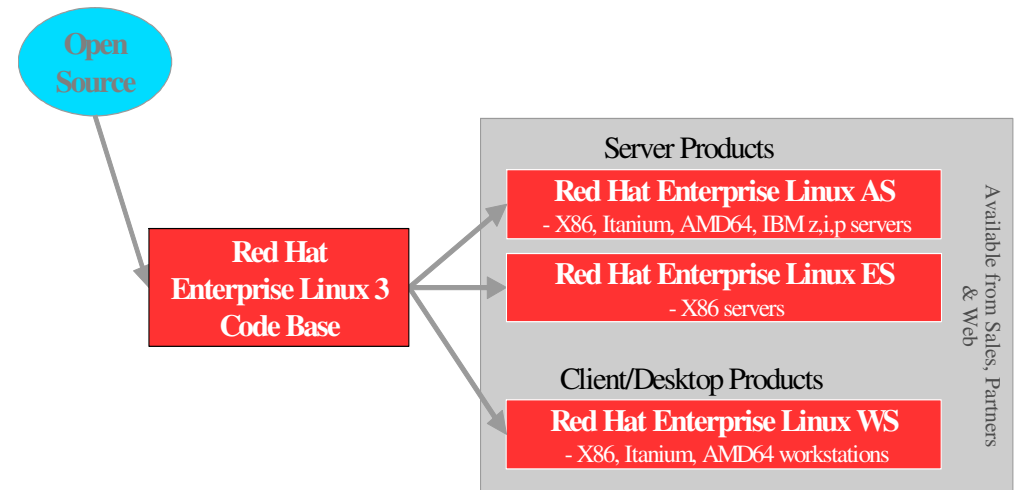 Open
Source
Red Hat
Enterprise Linux 3
Code Base
Server Products
Red Hat Enterprise Linux AS
- X86, Itanium, AMD64, IBM z,i,p servers
Red Hat Enterprise Linux ES
- X86 servers
Client/Desktop Products
Red Hat Enterprise Linux WS
- X86, Itanium, AMD64 workstations
Available from Sales, Partners
& Web